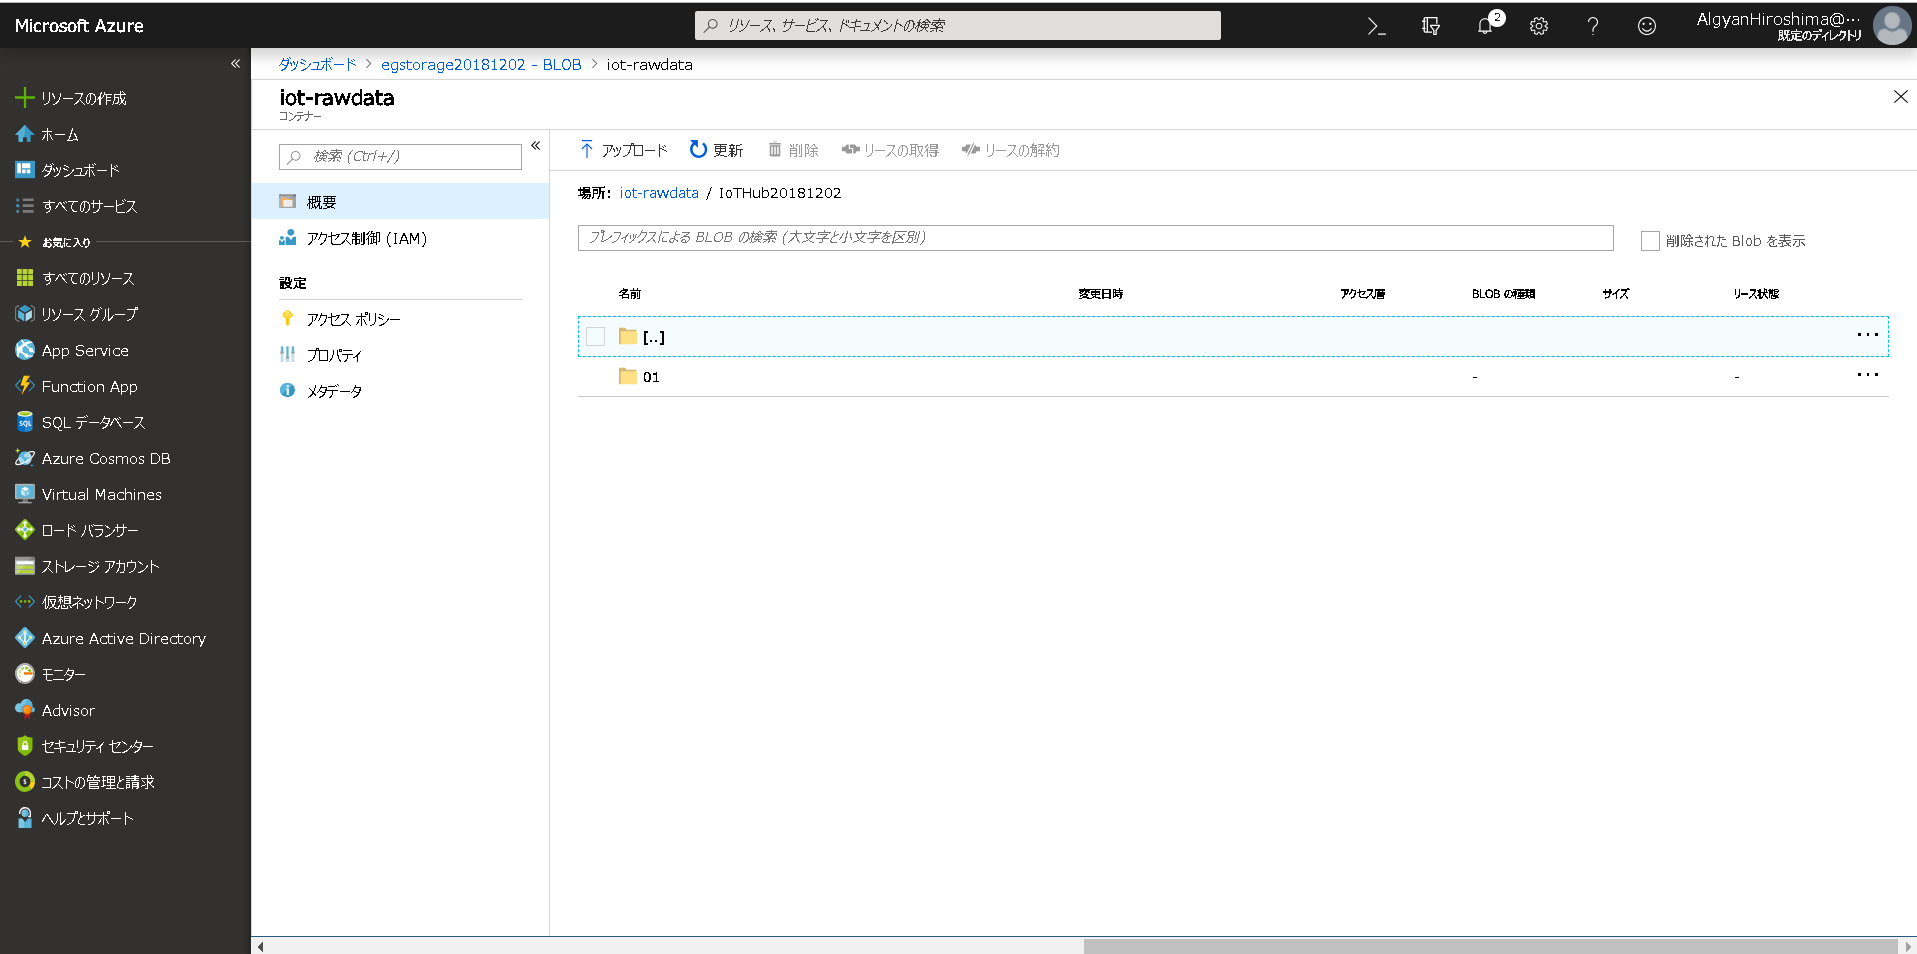 Microsoft Azure
リソース、サービス、ドキュメントの検索
2
AlgyanHiroshima@…
既定のディレクトリ
リソースの作成
ホーム
ダッシュボード
すべてのサービス
お気に入り
すべてのリソース
リソース グループ
App Service
Function App
SQL データベース
Azure Cosmos DB
Virtual Machines
ロード バランサー
ストレージ アカウント
仮想ネットワーク
Azure Active Directory
モニター
Advisor
セキュリティ センター
コストの管理と請求
ヘルプとサポート
ダッシュボード > egstorage20181202 - BLOB > iot-rawdata
iot-rawdata
コンテナー
検索 (Ctrl+/)
概要
アクセス制御 (IAM)
設定
アクセス ポリシー
プロパティ
メタデータ
アップロード 更新 削除 リースの取得 リースの解約
場所: iot-rawdata / IoTHub20181202
プレフィックスによる BLOB の検索 (大文字と小文字を区別)
削除された Blob を表示
名前 変更日時 アクセス層 BLOB の種類 サイズ リース状態
[..] ...
01 - - ...